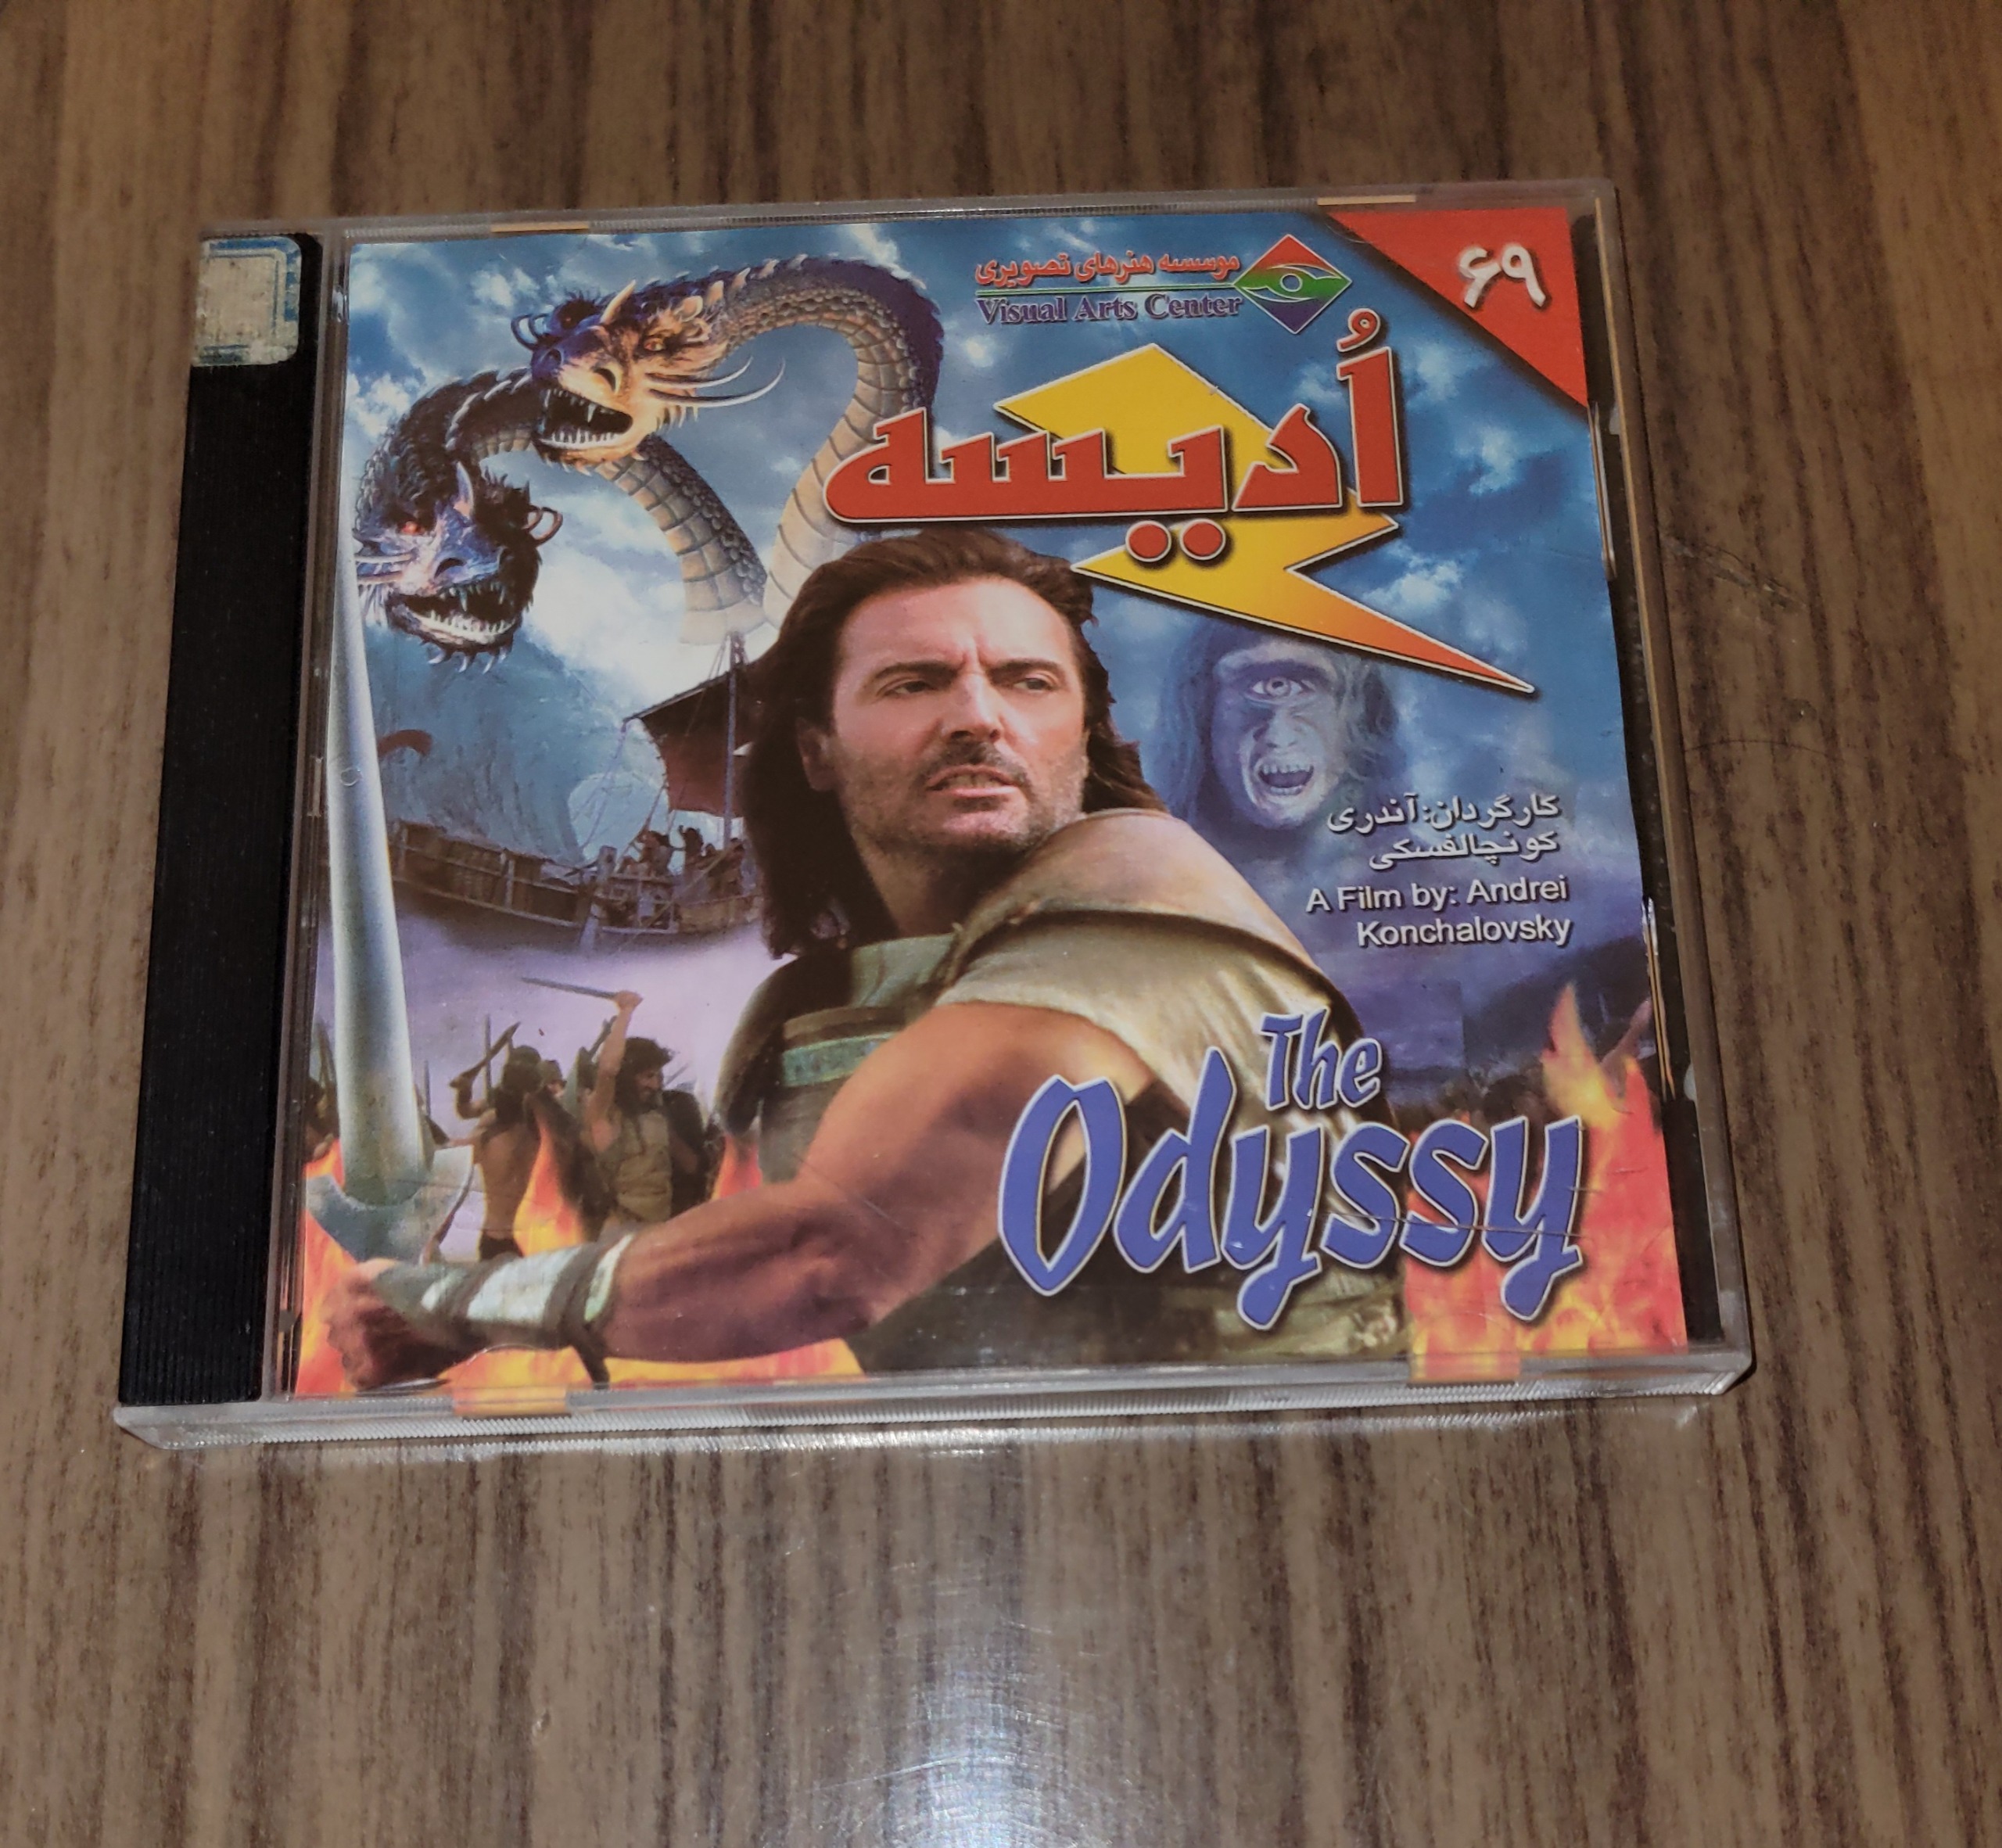 موسسه هنرهای تصویری
Visual Arts Center
۶۹
اُدیسه
کارگردان: آندری
کونچالفسکی
A Film by: Andrei
Konchalovsky
The
Odyssy